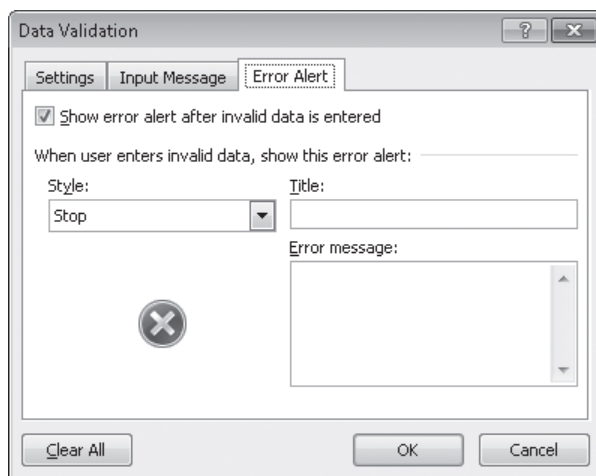 Data Validation
Settings Input Message Error Alert
Show error alert after invalid data is entered
When user enters invalid data, show this error alert:
Style: Title:
Stop
Error message:
Clear All OK Cancel